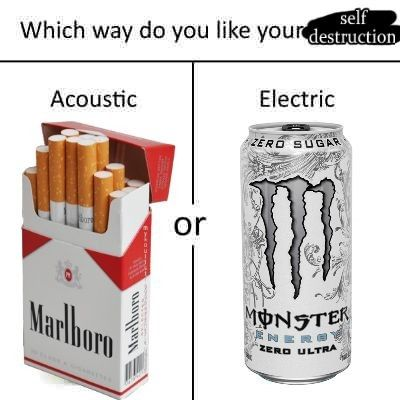 Which way do you like your self destruction
Acoustic
Electric
or
Marlboro
Marlboro
ZERO SUGAR
MONSTER
ENERGY
ZERO ULTRA